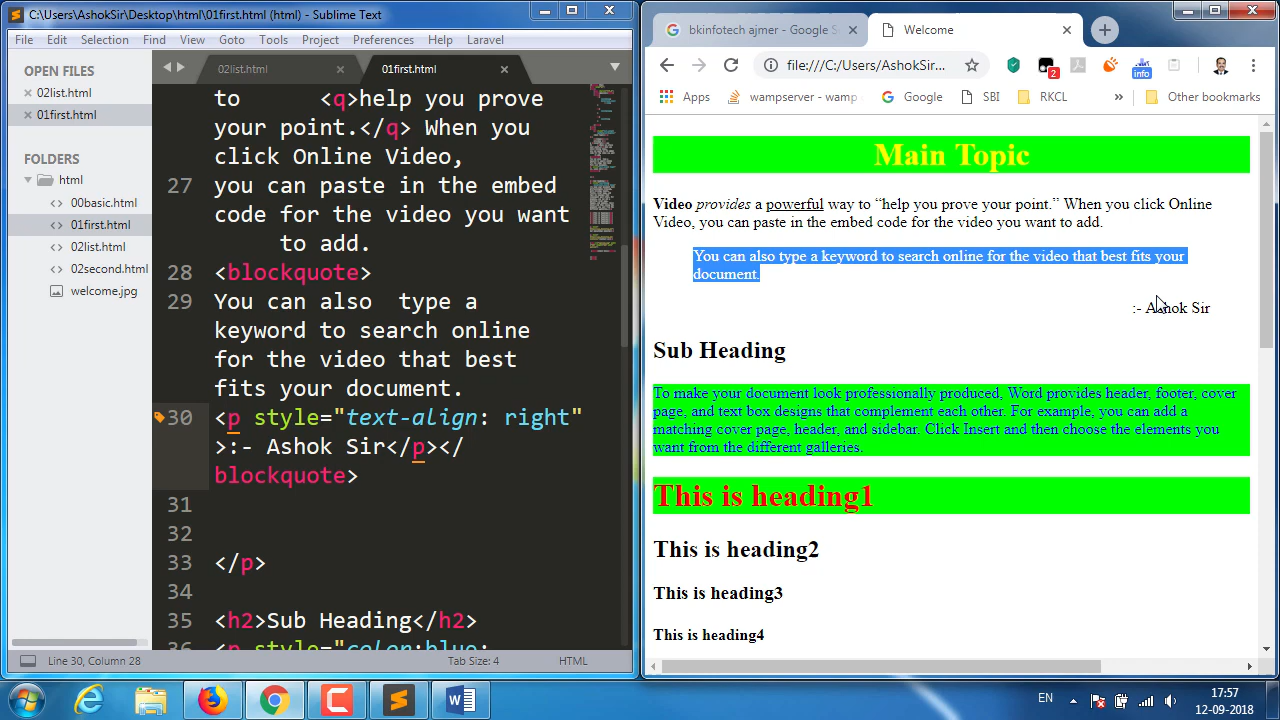 C:\Users\AshokSir\Desktop\html\01first.html (html) - Sublime Text
File Edit Selection Find View Goto Tools Project Preferences Help Laravel
OPEN FILES
× 02list.html
× 01first.html
FOLDERS
html
<> 00basic.html
<> 01first.html
<> 02list.html
<> 02second.html
welcome.jpg
02list.html ×
01first.html ×
to <q>help you prove
your point.</q> When you
click Online Video,
27 you can paste in the embed
code for the video you want
to add.
28 <blockquote>
29 You can also type a
keyword to search online
for the video that best
fits your document.
30 <p style="text-align: right"
>:- Ashok Sir</p></
blockquote>
31
32
33 </p>
34
35 <h2>Sub Heading</h2>
36 <p style="color:blue;
Line 30, Column 28 Tab Size: 4 HTML
bkinfotech ajmer - Google S
Welcome
file:///C:/Users/AshokSir...
2
info
Apps wampserver - wamp Google SBI RKCL » Other bookmarks
Main Topic
Video provides a powerful way to “help you prove your point.” When you click Online
Video, you can paste in the embed code for the video you want to add.
You can also type a keyword to search online for the video that best fits your
document.
:- Ashok Sir
Sub Heading
To make your document look professionally produced, Word provides header, footer, cover
page, and text box designs that complement each other. For example, you can add a
matching cover page, header, and sidebar. Click Insert and then choose the elements you
want from the different galleries.
This is heading1
This is heading2
This is heading3
This is heading4
EN
17:57
12-09-2018